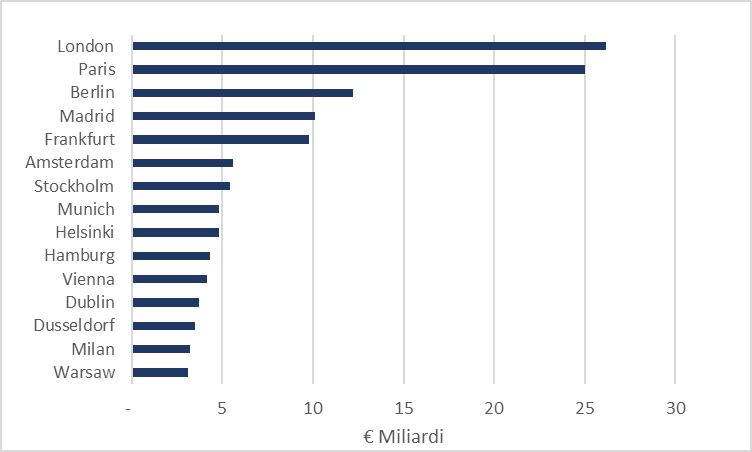 London
Paris
Berlin
Madrid
Frankfurt
Amsterdam
Stockholm
Munich
Helsinki
Hamburg
Vienna
Dublin
Dusseldorf
Milan
Warsaw
- 5 10 15 20 25 30
€ Miliardi